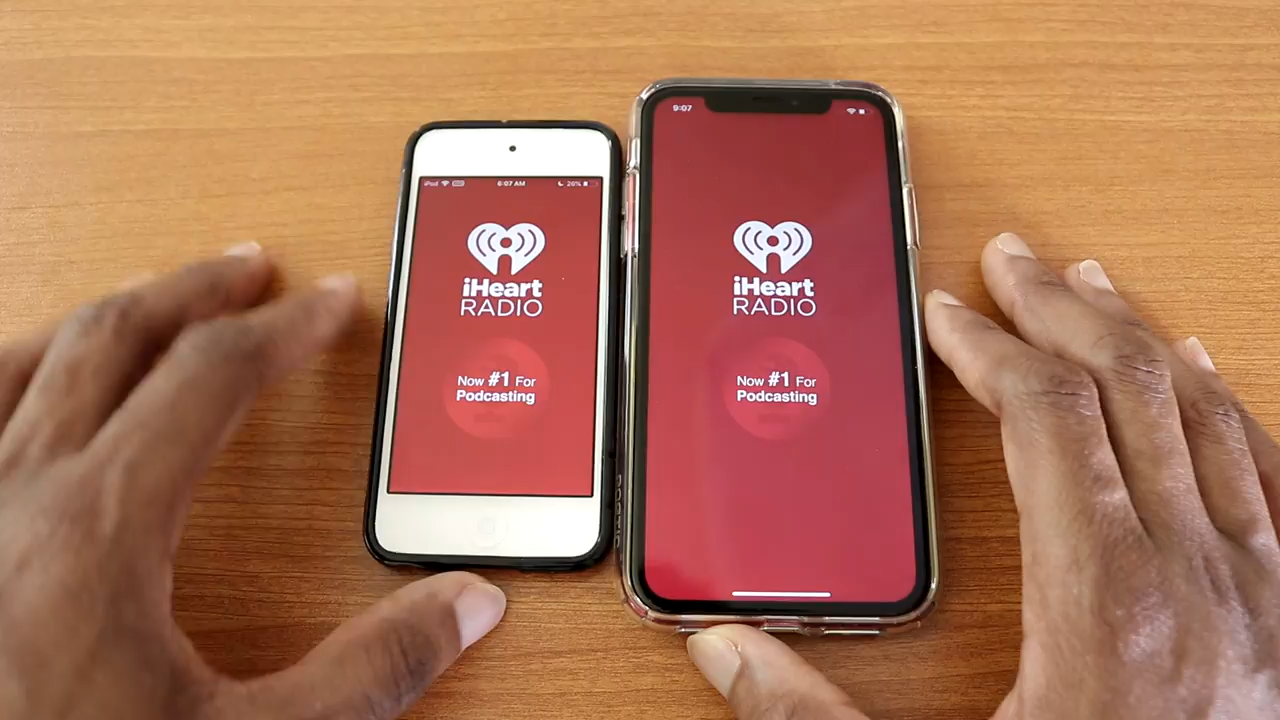 iPod 6:07 AM 26%
iHeart
RADIO
Now #1 For
Podcasting
9:07
iHeart
RADIO
Now #1 For
Podcasting